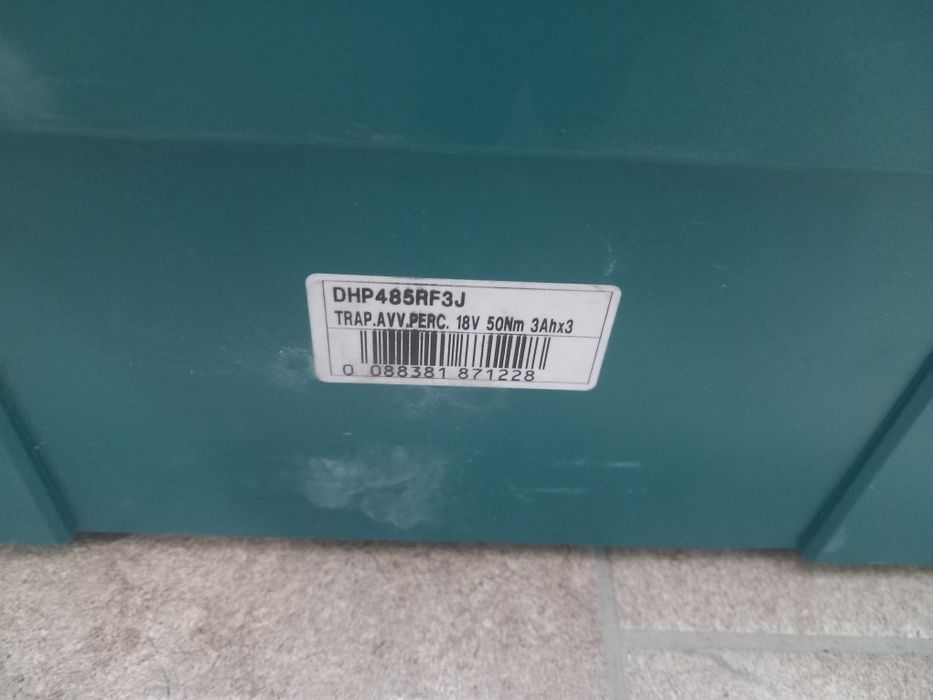 DHP485RF3J
TRAP.AVV.PERC. 18V 50Nm 3Ahx3
0 088381 871228